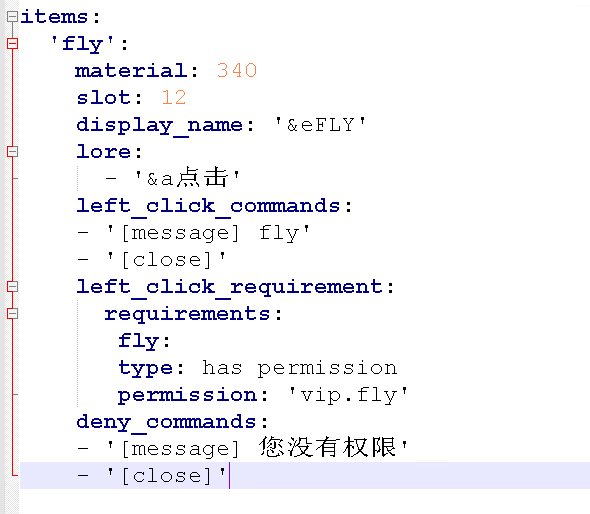 items:
  'fly':
    material: 340
    slot: 12
    display_name: '&eFLY'
    lore:
      - '&a点击'
    left_click_commands:
    - '[message] fly'
    - '[close]'
    left_click_requirement:
      requirements:
       fly:
       type: has permission
       permission: 'vip.fly'
    deny_commands:
    - '[message] 您没有权限'
    - '[close]'